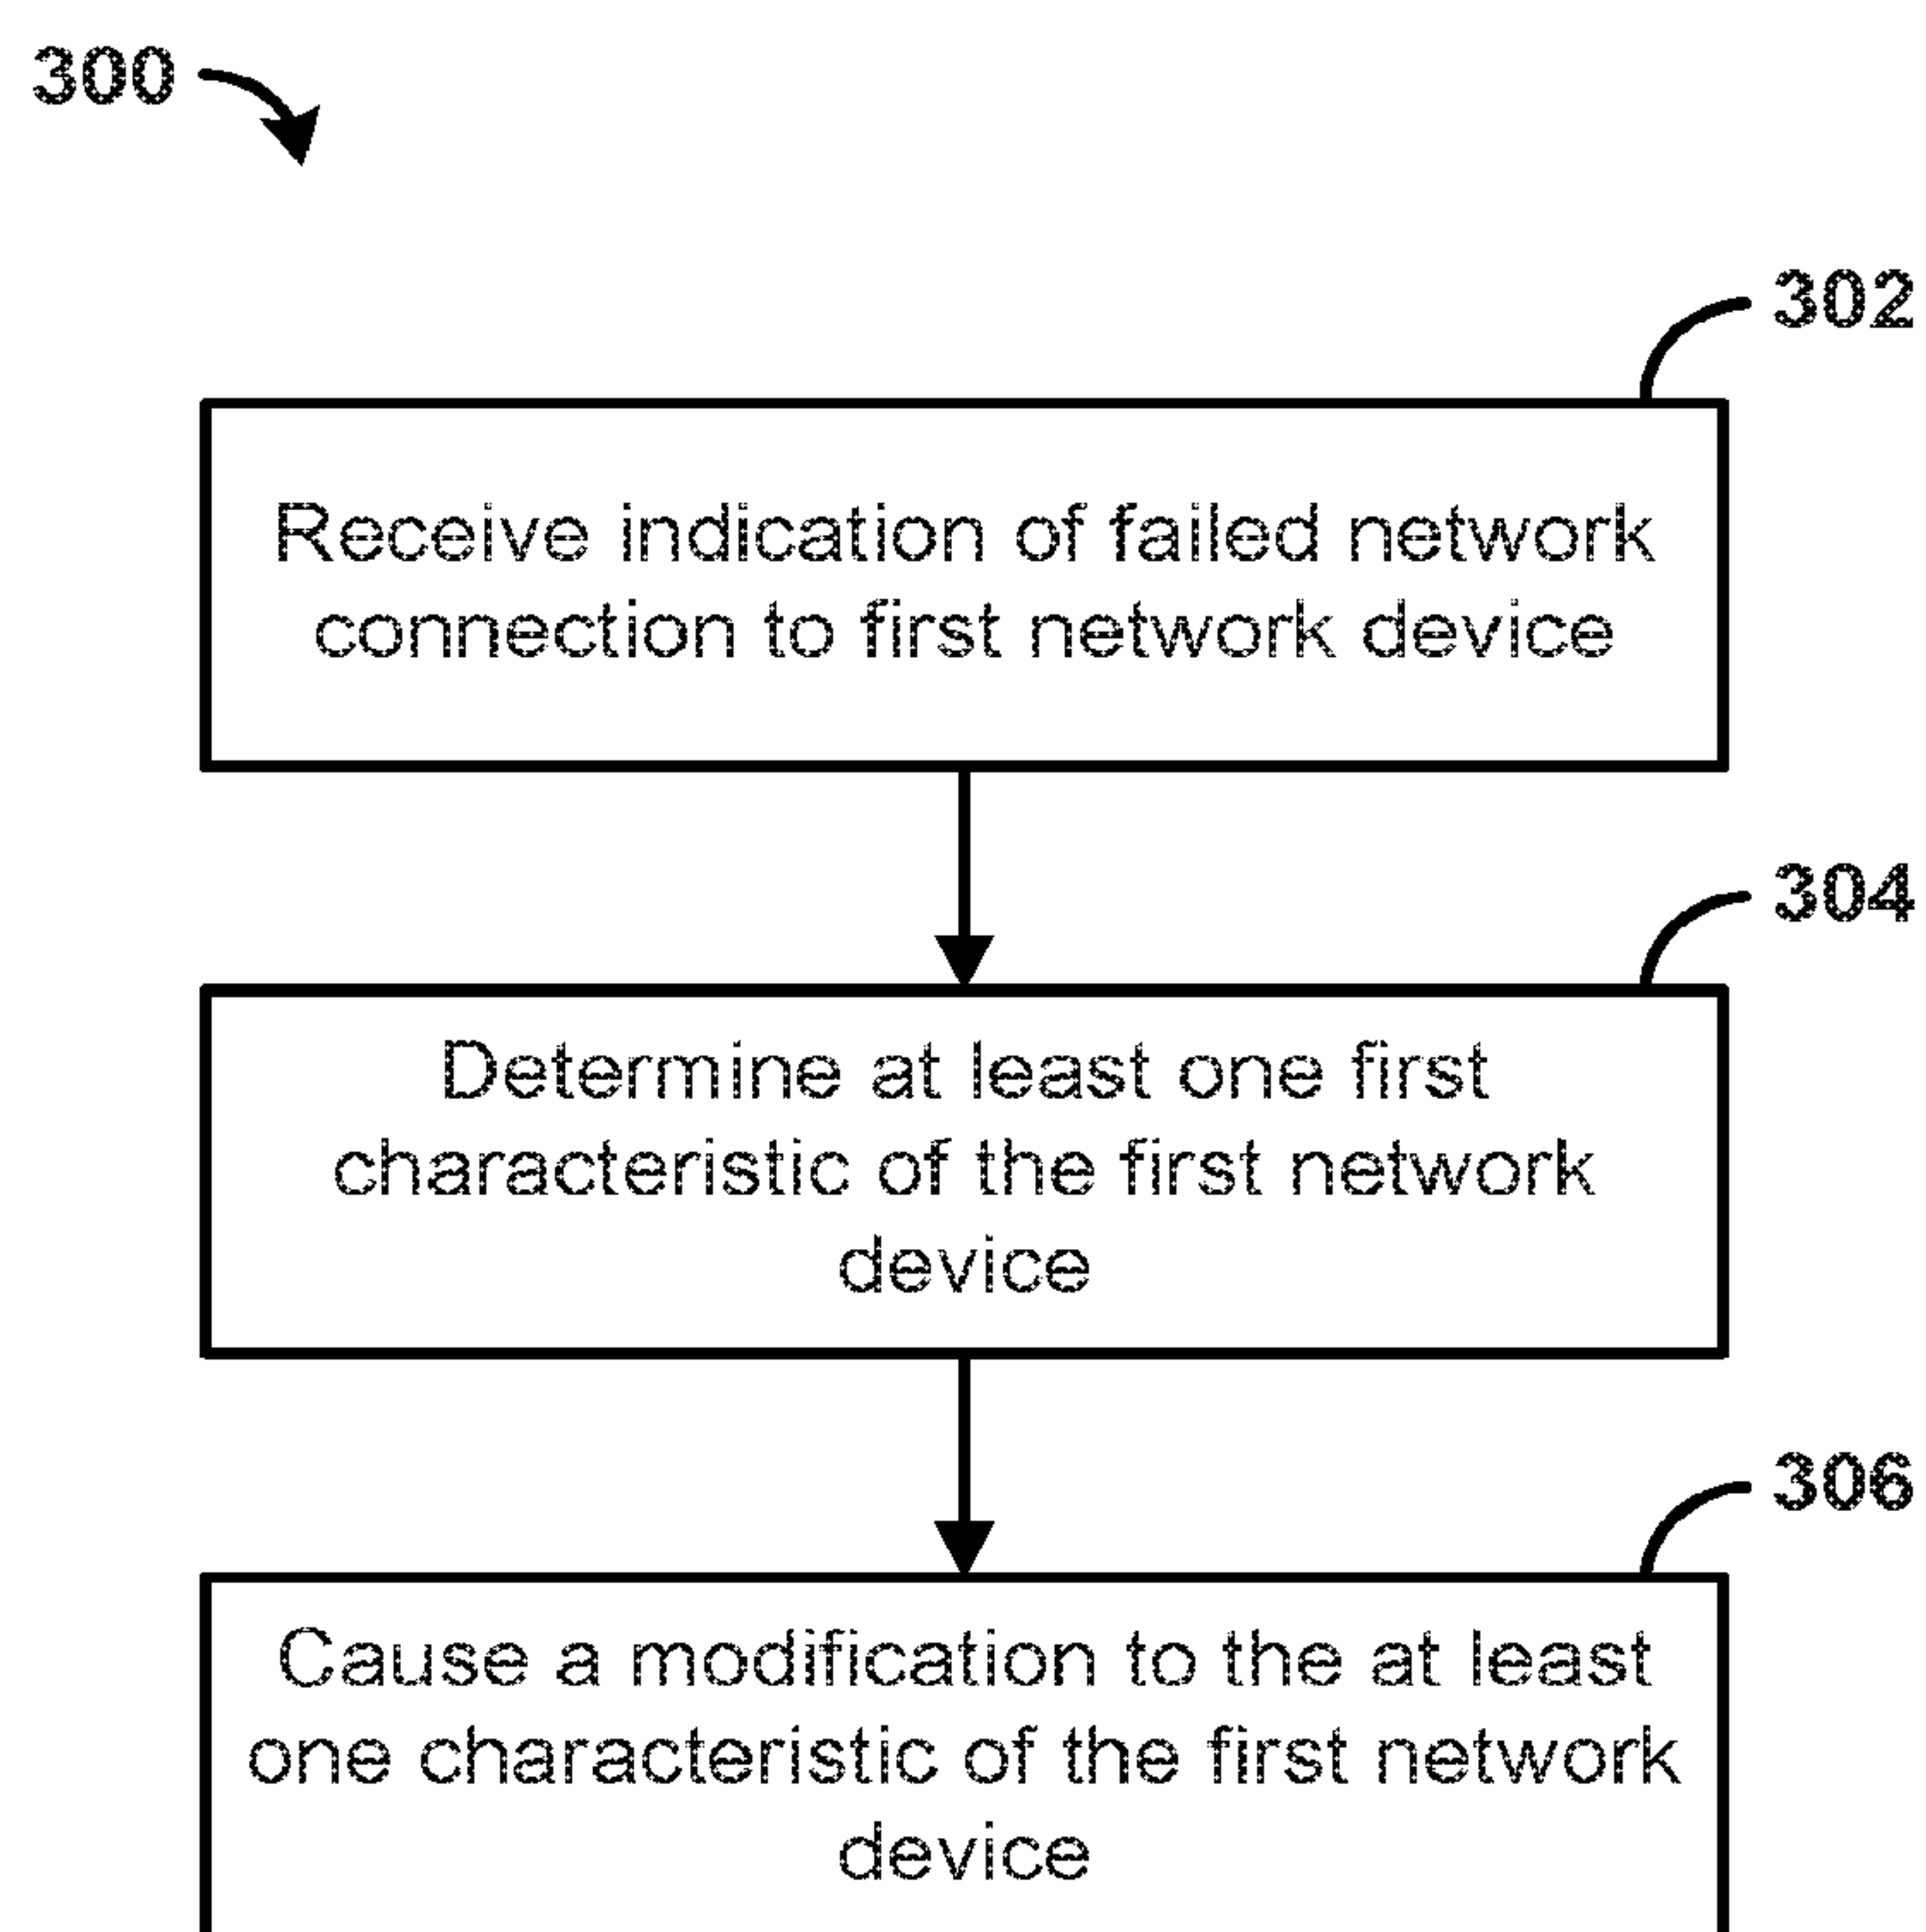 300
302
Receive indication of failed network
connection to first network device
304
Determine at least one first
characteristic of the first network
device
306
Cause a modification to the at least
one characteristic of the first network
device